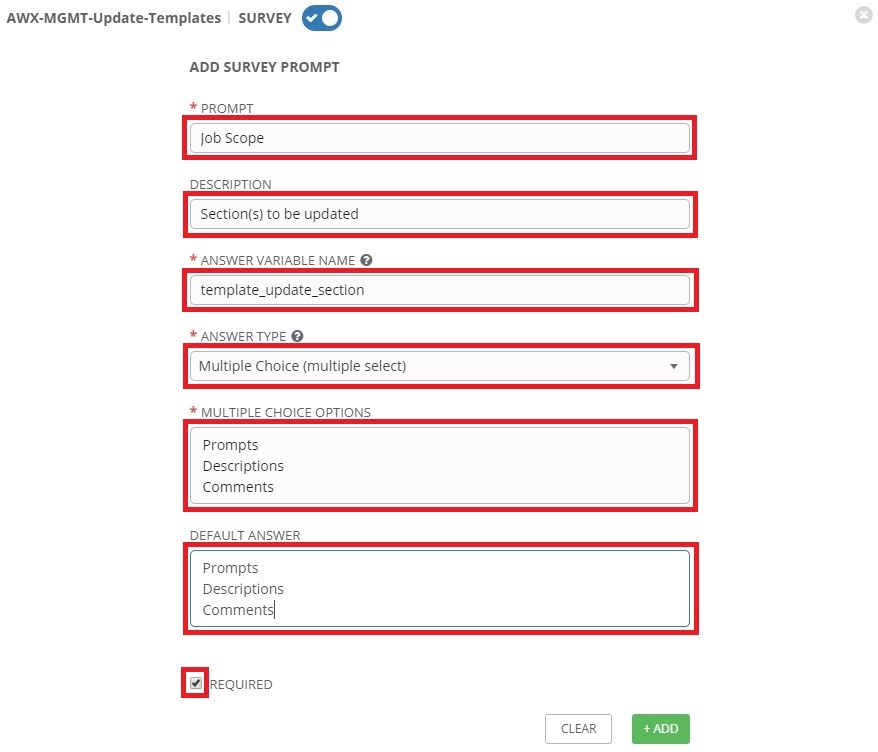 AWX-MGMT-Update-Templates | SURVEY
ADD SURVEY PROMPT
* PROMPT
Job Scope
DESCRIPTION
Section(s) to be updated
* ANSWER VARIABLE NAME ?
template_update_section
* ANSWER TYPE ?
Multiple Choice (multiple select)
* MULTIPLE CHOICE OPTIONS
Prompts
Descriptions
Comments
DEFAULT ANSWER
Prompts
Descriptions
Comments
REQUIRED
CLEAR
+ ADD